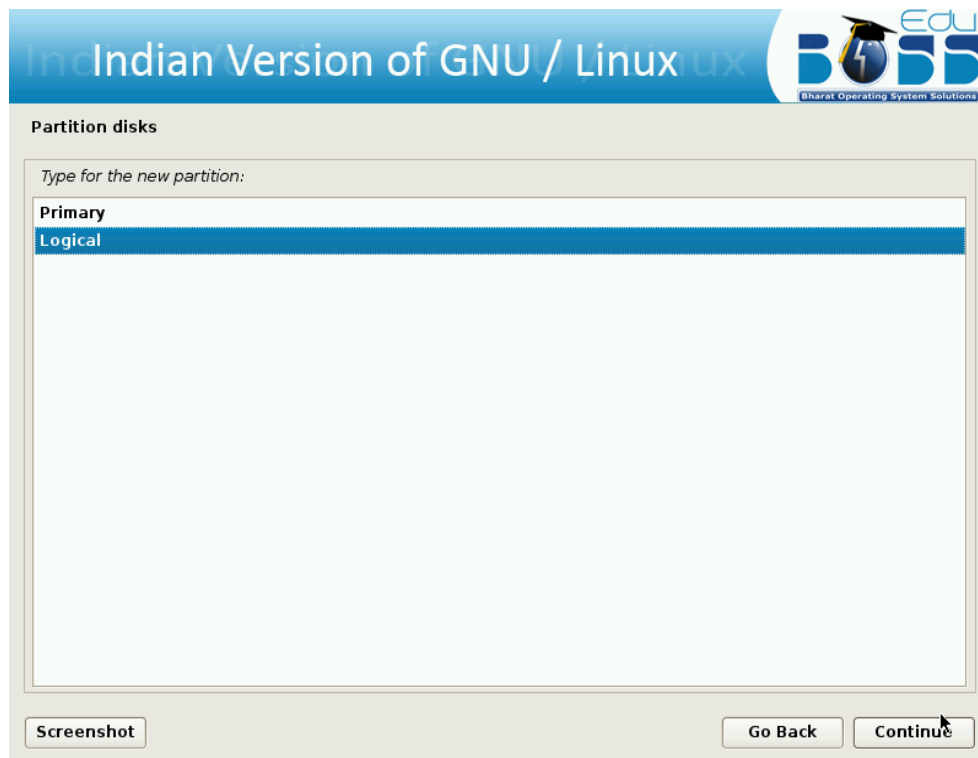 Indian Version of GNU / Linux
Edu
BOSS
Bharat Operating System Solutions
Partition disks
Type for the new partition:
Primary
Logical
Screenshot
Go Back
Continue